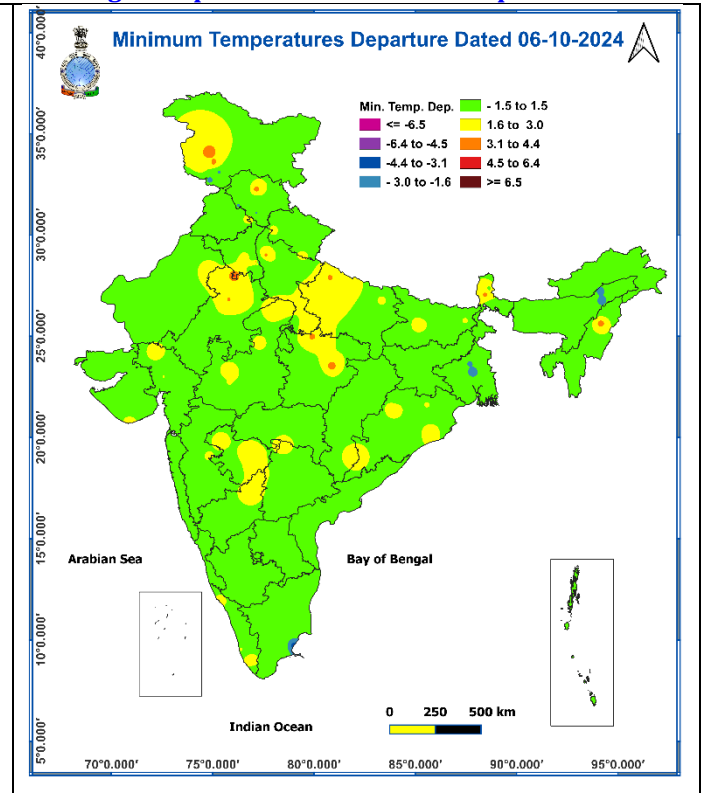 Minimum Temperatures Departure Dated 06-10-2024
Min. Temp. Dep.
<= -6.5
-6.4 to -4.5
-4.4 to -3.1
- 3.0 to -1.6
- 1.5 to 1.5
1.6 to 3.0
3.1 to 4.4
4.5 to 6.4
>= 6.5
40°0.000'
35°0.000'
30°0.000'
25°0.000'
20°0.000'
15°0.000'
10°0.000'
5°0.000'
Arabian Sea
Bay of Bengal
Indian Ocean
0 250 500 km
70°0.000' 75°0.000' 80°0.000' 85°0.000' 90°0.000' 95°0.000'